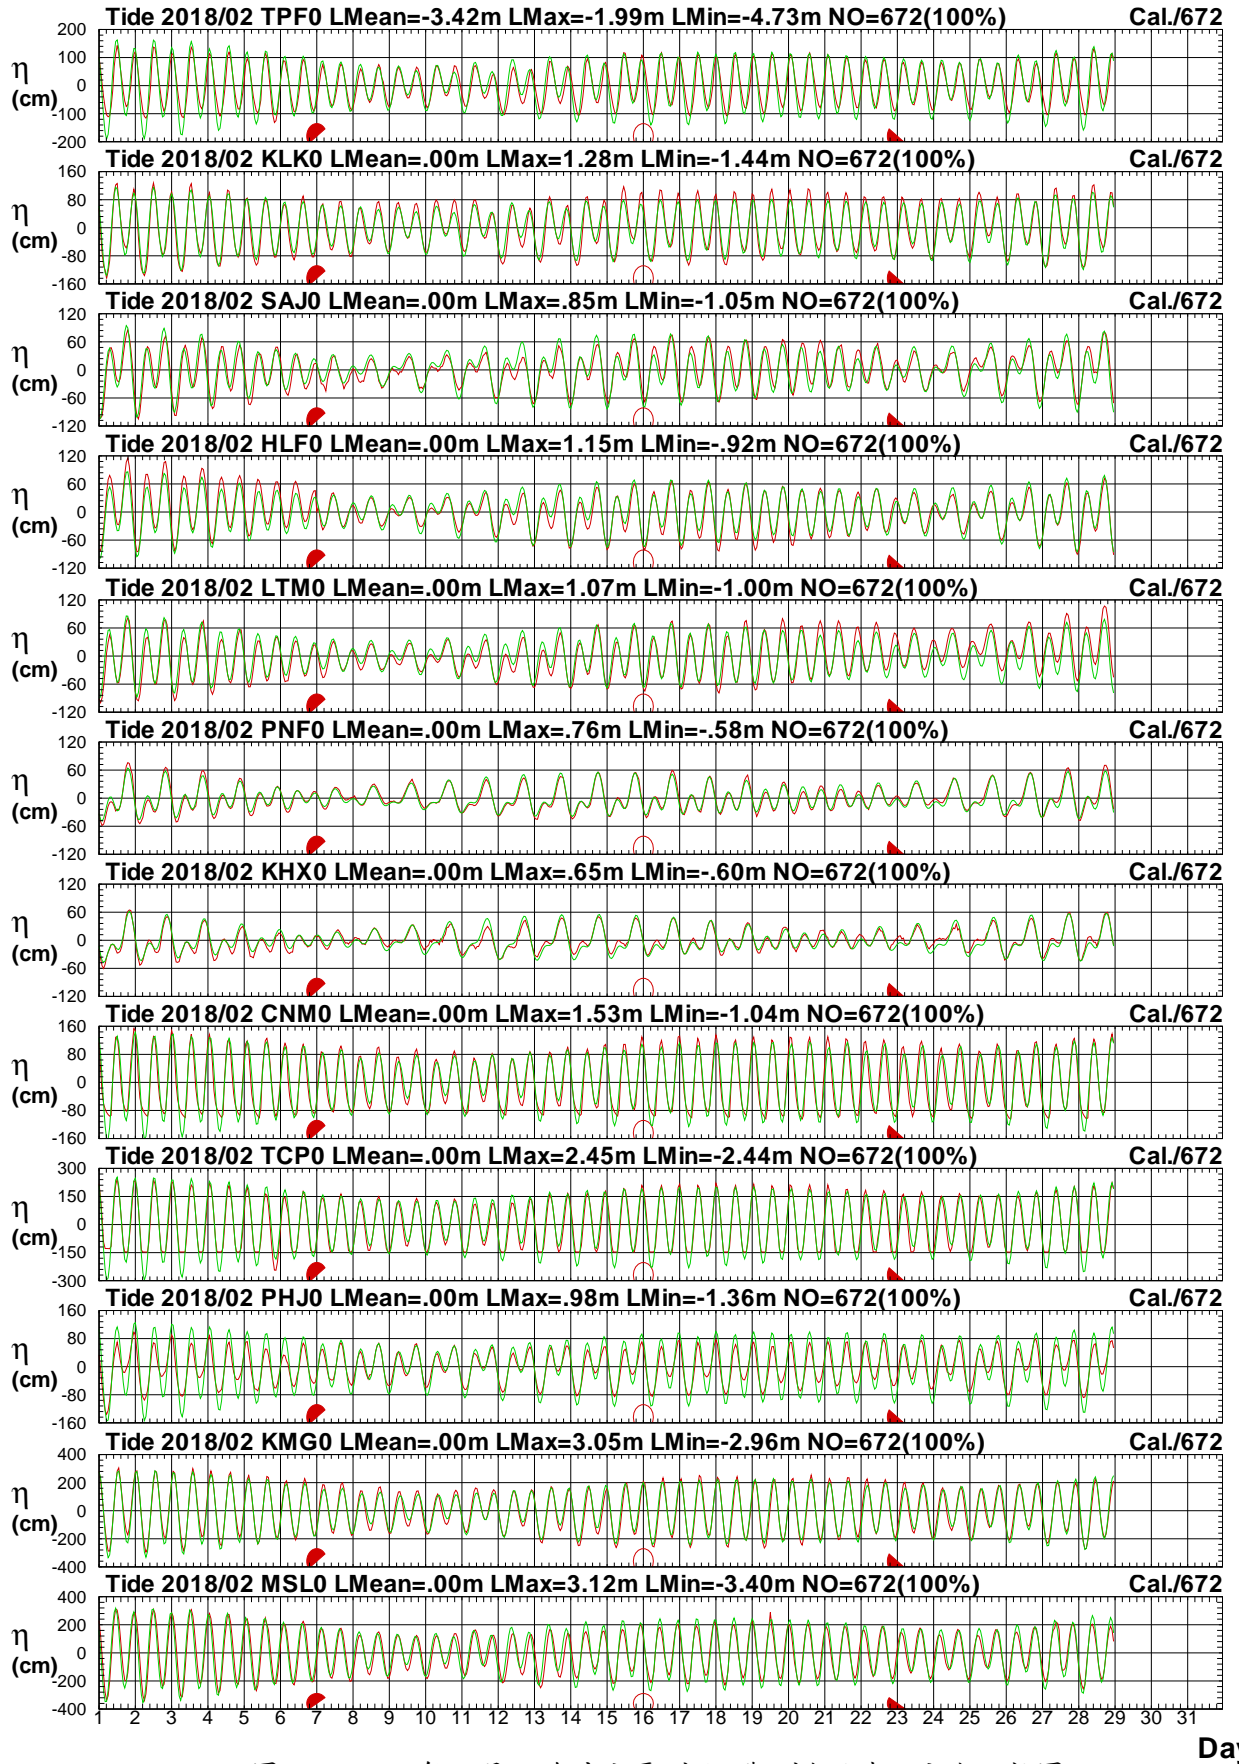 Tide 2018/02 TPF0 LMean=-3.42m LMax=-1.99m LMin=-4.73m NO=672(100%) Cal./672
200
100
0
-100
-200
η
(cm)
Tide 2018/02 KLK0 LMean=.00m LMax=1.28m LMin=-1.44m NO=672(100%) Cal./672
160
80
0
-80
-160
η
(cm)
Tide 2018/02 SAJ0 LMean=.00m LMax=.85m LMin=-1.05m NO=672(100%) Cal./672
120
60
0
-60
-120
η
(cm)
Tide 2018/02 HLF0 LMean=.00m LMax=1.15m LMin=-.92m NO=672(100%) Cal./672
120
60
0
-60
-120
η
(cm)
Tide 2018/02 LTM0 LMean=.00m LMax=1.07m LMin=-1.00m NO=672(100%) Cal./672
120
60
0
-60
-120
η
(cm)
Tide 2018/02 PNF0 LMean=.00m LMax=.76m LMin=-.58m NO=672(100%) Cal./672
120
60
0
-60
-120
η
(cm)
Tide 2018/02 KHX0 LMean=.00m LMax=.65m LMin=-.60m NO=672(100%) Cal./672
120
60
0
-60
-120
η
(cm)
Tide 2018/02 CNM0 LMean=.00m LMax=1.53m LMin=-1.04m NO=672(100%) Cal./672
160
80
0
-80
-160
η
(cm)
Tide 2018/02 TCP0 LMean=.00m LMax=2.45m LMin=-2.44m NO=672(100%) Cal./672
300
150
0
-150
-300
η
(cm)
Tide 2018/02 PHJ0 LMean=.00m LMax=.98m LMin=-1.36m NO=672(100%) Cal./672
160
80
0
-80
-160
η
(cm)
Tide 2018/02 KMG0 LMean=.00m LMax=3.05m LMin=-2.96m NO=672(100%) Cal./672
400
200
0
-200
-400
η
(cm)
Tide 2018/02 MSL0 LMean=.00m LMax=3.12m LMin=-3.40m NO=672(100%) Cal./672
400
200
0
-200
-400
η
(cm)
1 2 3 4 5 6 7 8 9 10 11 12 13 14 15 16 17 18 19 20 21 22 23 24 25 26 27 28 29 30 31